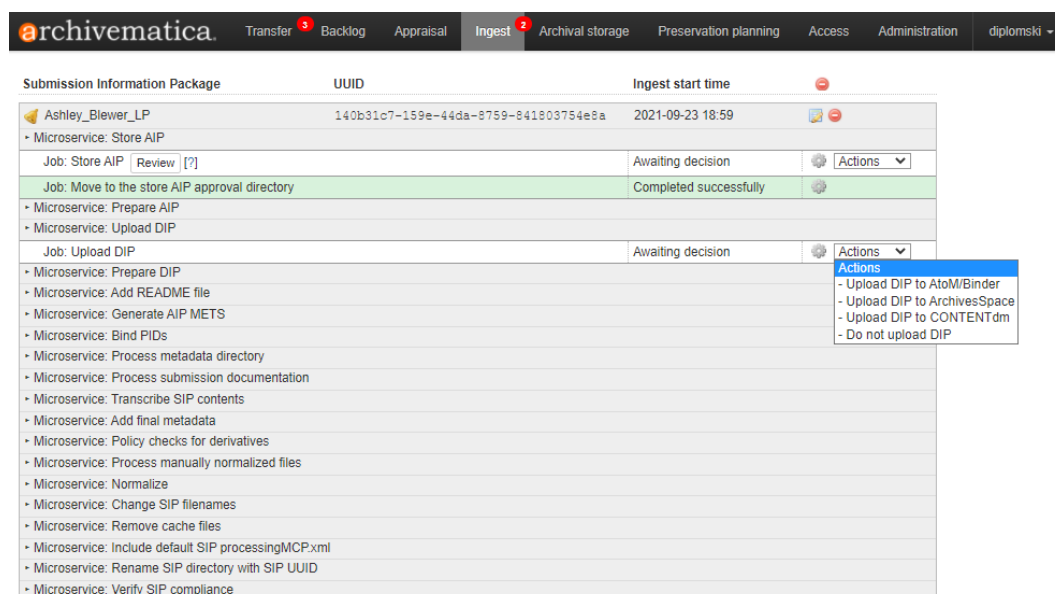 archivematica. Transfer 3 Backlog Appraisal Ingest 2 Archival storage Preservation planning Access Administration diplomski
Submission Information Package UUID Ingest start time
Ashley_Blewer_LP 140b31c7-159e-44da-8759-841803754e8a 2021-09-23 18:59
Microservice: Store AIP
Job: Store AIP Review [?] Awaiting decision Actions
Job: Move to the store AIP approval directory Completed successfully
Microservice: Prepare AIP
Microservice: Upload DIP
Job: Upload DIP Awaiting decision Actions
Actions
- Upload DIP to AtoM/Binder
- Upload DIP to ArchivesSpace
- Upload DIP to CONTENTdm
- Do not upload DIP
Microservice: Prepare DIP
Microservice: Add README file
Microservice: Generate AIP METS
Microservice: Bind PIDs
Microservice: Process metadata directory
Microservice: Process submission documentation
Microservice: Transcribe SIP contents
Microservice: Add final metadata
Microservice: Policy checks for derivatives
Microservice: Process manually normalized files
Microservice: Normalize
Microservice: Change SIP filenames
Microservice: Remove cache files
Microservice: Include default SIP processingMCP.xml
Microservice: Rename SIP directory with SIP UUID
Microservice: Verify SIP compliance